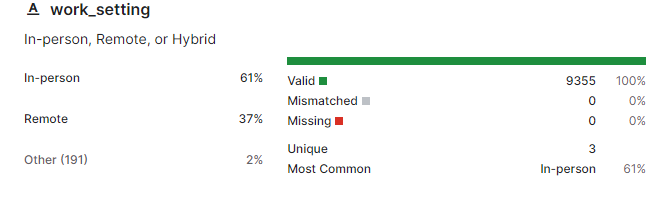 A work_setting
In-person, Remote, or Hybrid
In-person 61%
Remote 37%
Other (191) 2%
Valid 9355 100%
Mismatched 0 0%
Missing 0 0%
Unique 3
Most Common In-person 61%